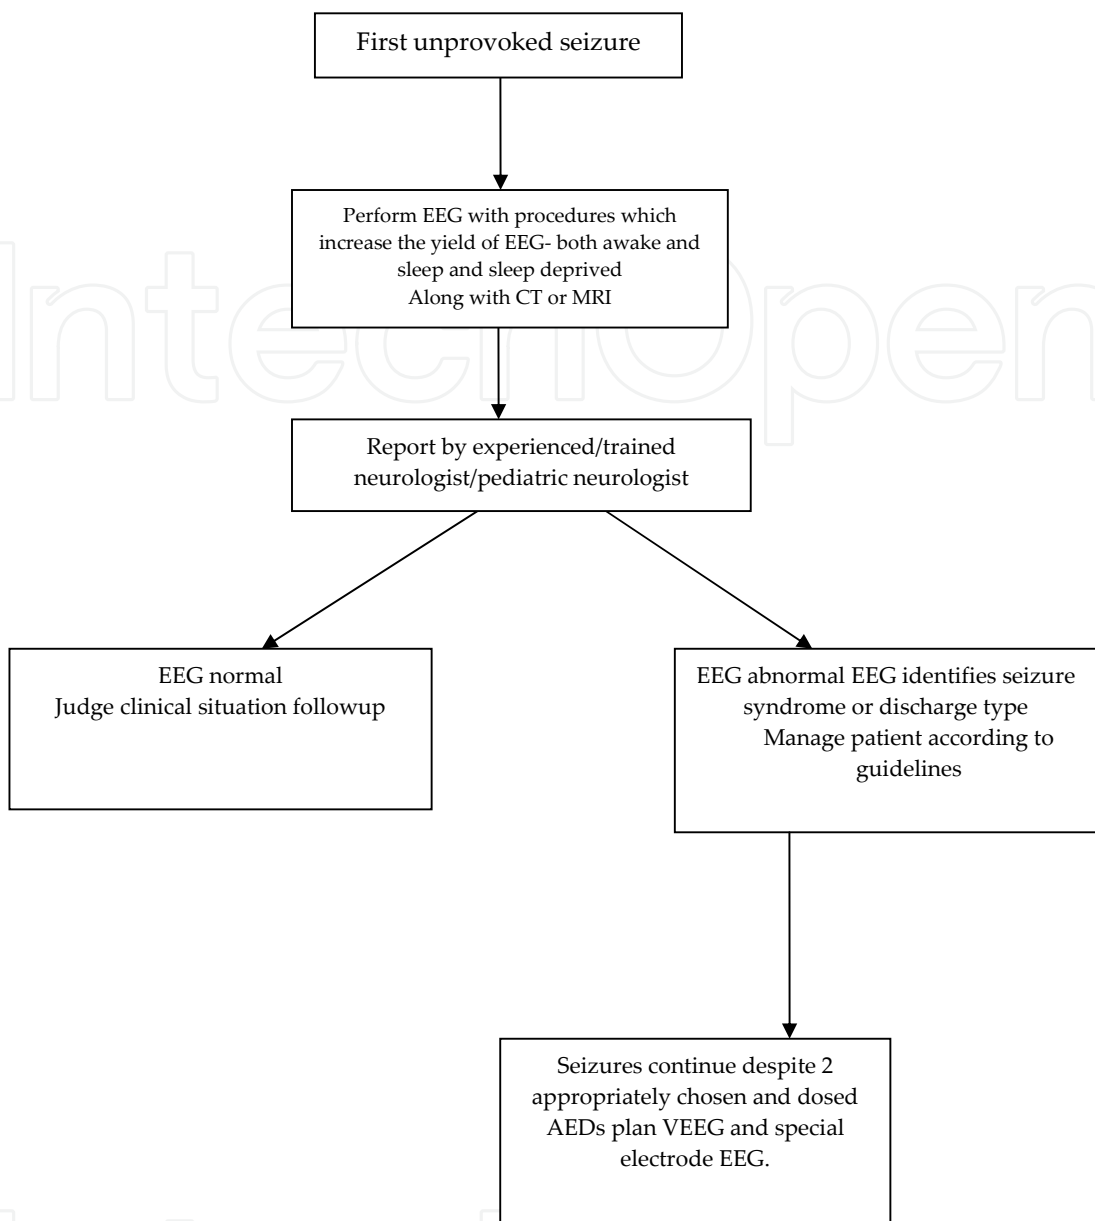 First unprovoked seizure
Perform EEG with procedures which
increase the yield of EEG- both awake and
sleep and sleep deprived
Along with CT or MRI
IntechOpen
Report by experienced/trained
neurologist/pediatric neurologist
EEG normal
Judge clinical situation followup
EEG abnormal EEG identifies seizure
syndrome or discharge type
Manage patient according to
guidelines
Seizures continue despite 2
appropriately chosen and dosed
AEDs plan VEEG and special
electrode EEG.